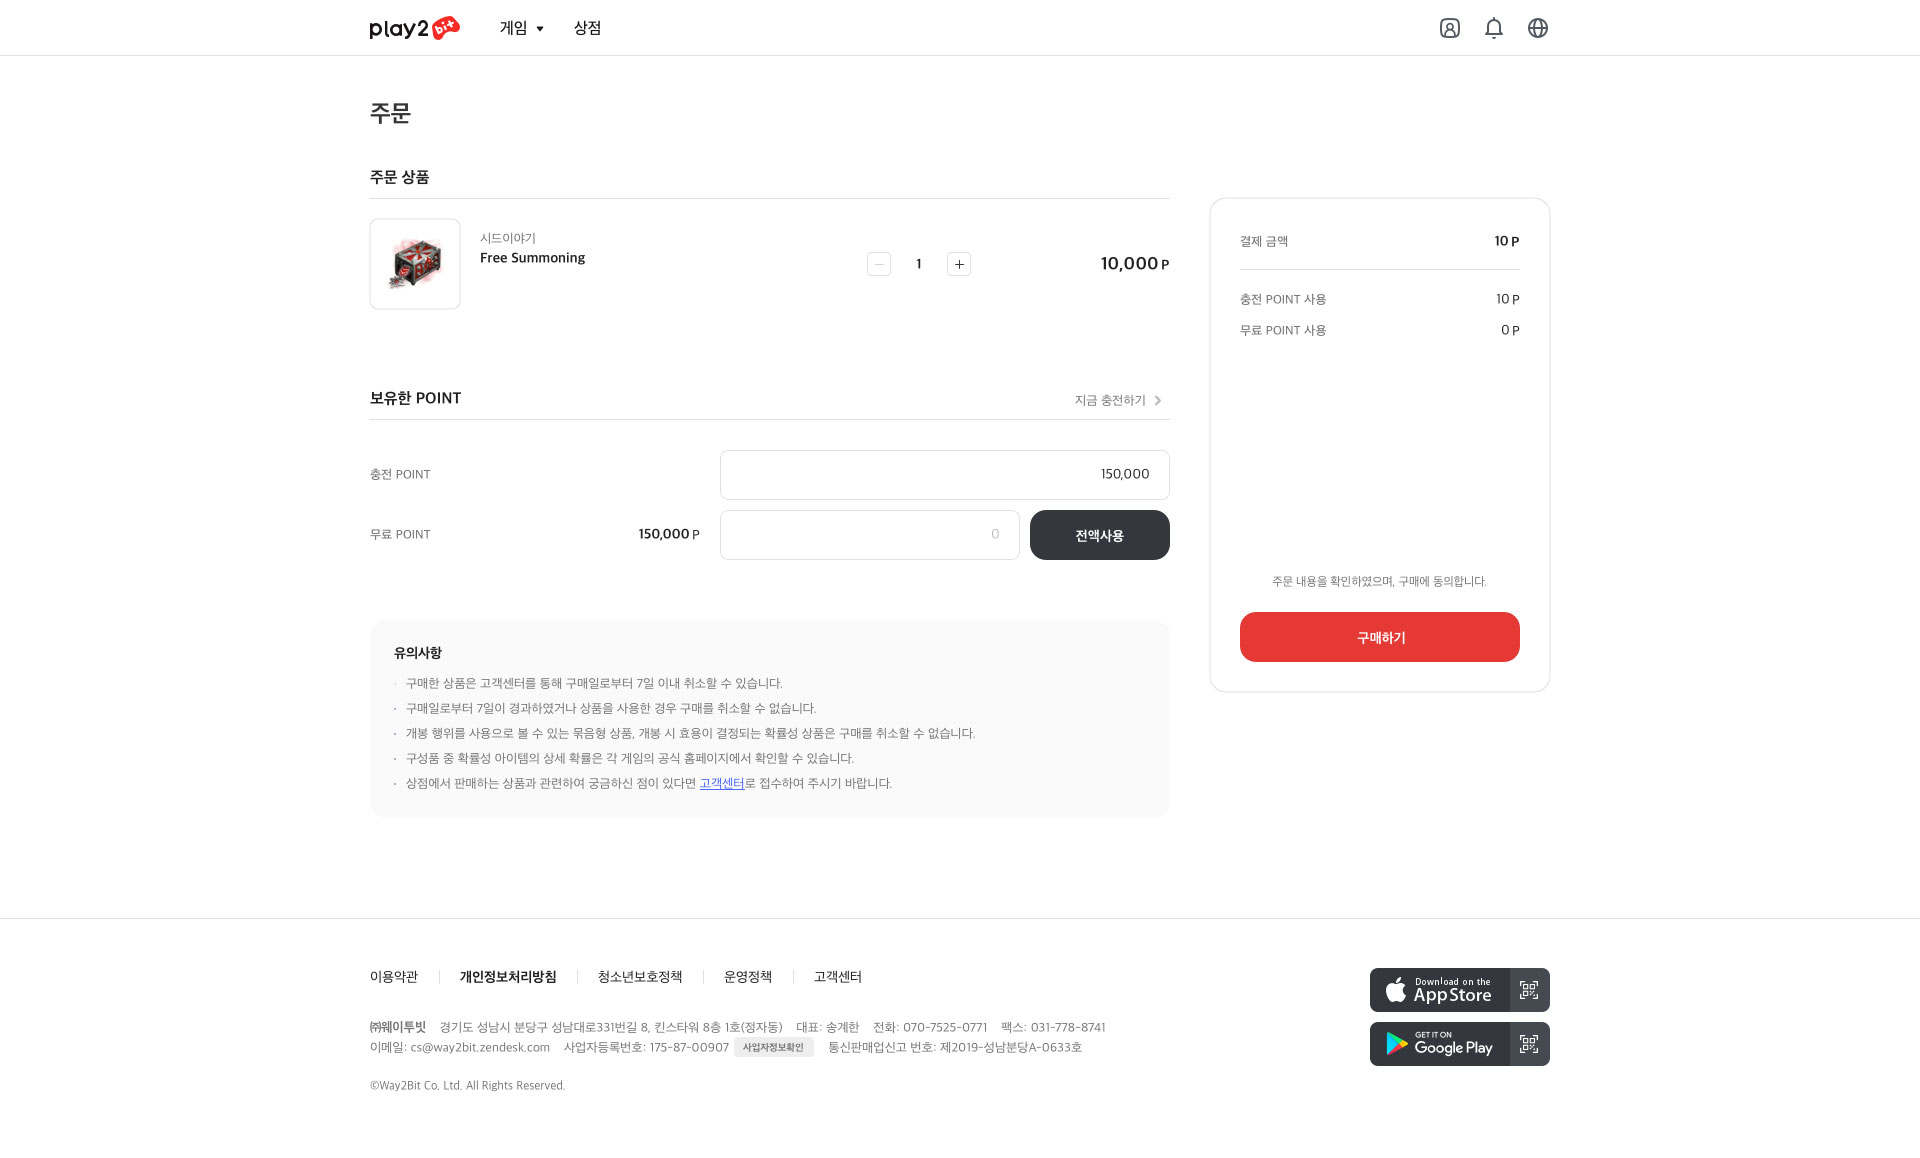 play2 bit 게임 상점
주문
주문 상품
시드이야기
Free Summoning
1
10,000 P
결제 금액 10 P
충전 POINT 사용 10 P
무료 POINT 사용 0 P
보유한 POINT 지금 충전하기
충전 POINT 150,000
무료 POINT 150,000 P 0 전액사용
주문 내용을 확인하였으며, 구매에 동의합니다.
구매하기
유의사항
· 구매한 상품은 고객센터를 통해 구매일로부터 7일 이내 취소할 수 있습니다.
· 구매일로부터 7일이 경과하였거나 상품을 사용한 경우 구매를 취소할 수 없습니다.
· 개봉 행위를 사용으로 볼 수 있는 묶음형 상품, 개봉 시 효용이 결정되는 확률성 상품은 구매를 취소할 수 없습니다.
· 구성품 중 확률성 아이템의 상세 확률은 각 게임의 공식 홈페이지에서 확인할 수 있습니다.
· 상점에서 판매하는 상품과 관련하여 궁금하신 점이 있다면 고객센터로 접수하여 주시기 바랍니다.
이용약관 개인정보처리방침 청소년보호정책 운영정책 고객센터
㈜웨이투빗 경기도 성남시 분당구 성남대로331번길 8, 킨스타워 8층 1호(정자동) 대표: 송계한 전화: 070-7525-0771 팩스: 031-778-8741
이메일: cs@way2bit.zendesk.com 사업자등록번호: 175-87-00907 사업자정보확인 통신판매업신고 번호: 제2019-성남분당A-0633호
©Way2Bit Co. Ltd. All Rights Reserved.
Download on the
App Store
GET IT ON
Google Play